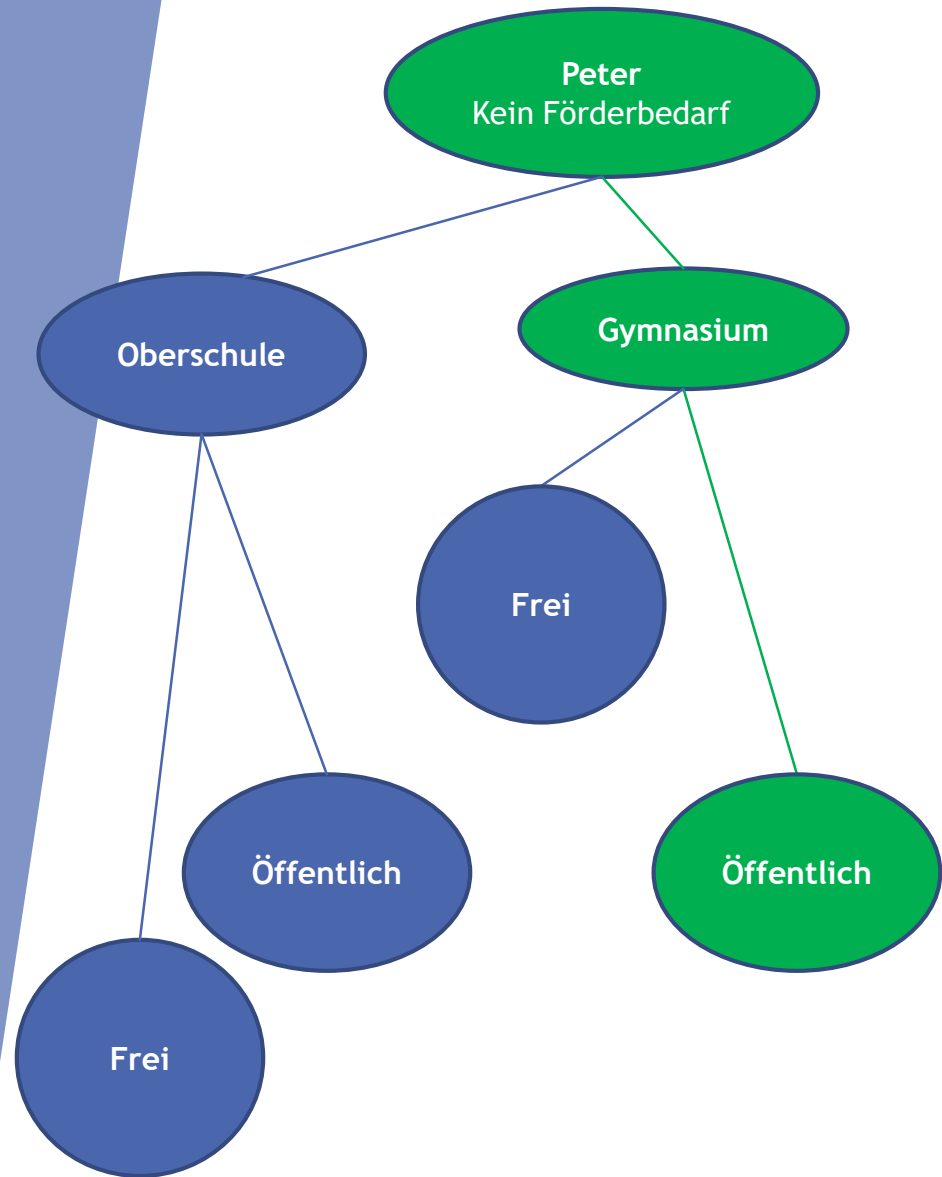 Peter
Kein Förderbedarf
Oberschule
Gymnasium
Frei
Öffentlich
Öffentlich
Frei